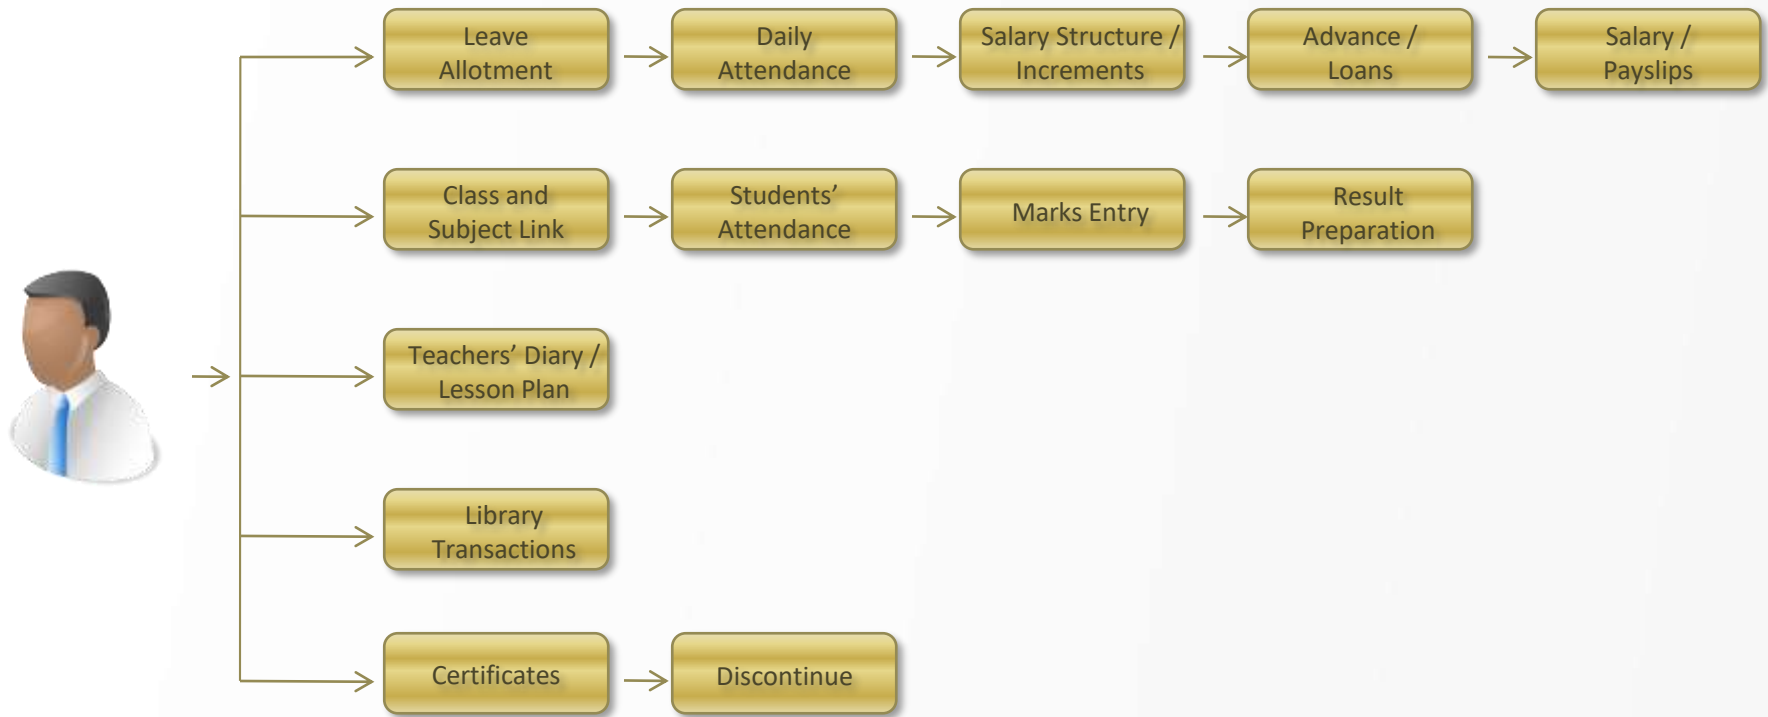 Leave
Allotment
Daily
Attendance
Salary Structure /
Increments
Advance /
Loans
Salary /
Payslips
Class and
Subject Link
Students’
Attendance
Marks Entry
Result
Preparation
Teachers’ Diary /
Lesson Plan
Library
Transactions
Certificates
Discontinue